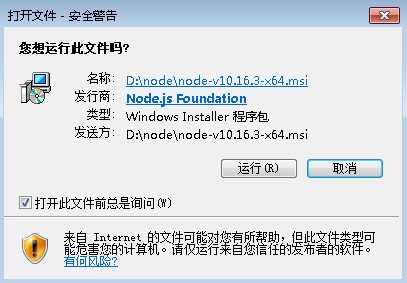 打开文件 - 安全警告
您想运行此文件吗?
名称: D:\node\node-v10.16.3-x64.msi
发行商: Node.js Foundation
类型: Windows Installer 程序包
发送方: D:\node\node-v10.16.3-x64.msi
运行(R) 取消
打开此文件前总是询问(W)
来自 Internet 的文件可能对您有所帮助，但此文件类型可
能危害您的计算机。请仅运行来自您信任的发布者的软件。
有何风险?